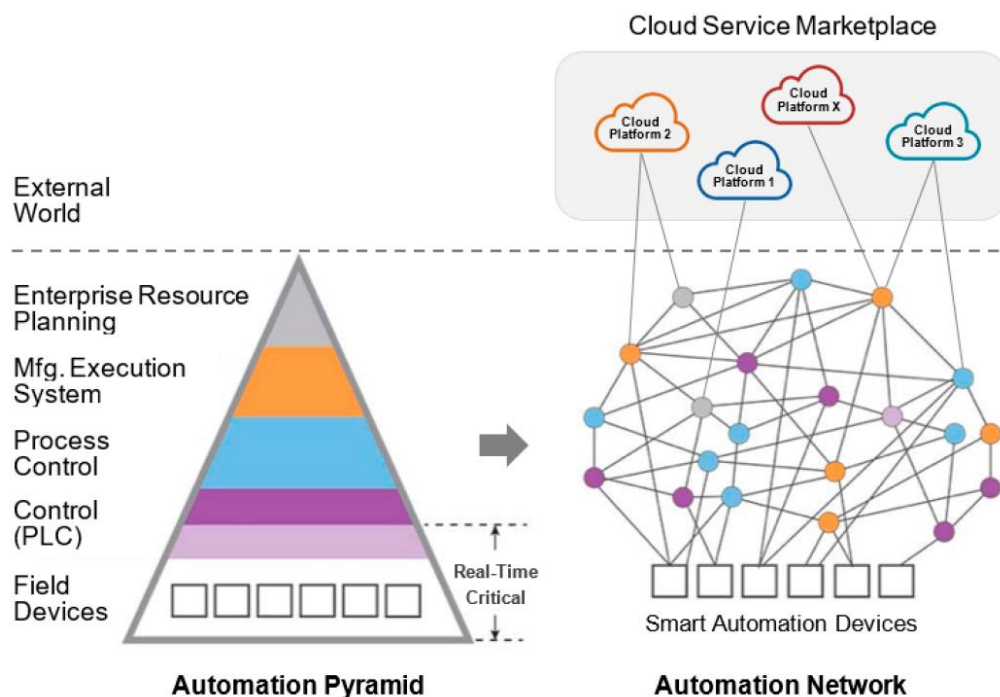 Cloud Service Marketplace
Cloud
Platform 2
Cloud
Platform X
Cloud
Platform 1
Cloud
Platform 3
External
World
Enterprise Resource
Planning
Mfg. Execution
System
Process
Control
Control
(PLC)
Field
Devices
Real-Time
Critical
Smart Automation Devices
Automation Pyramid
Automation Network